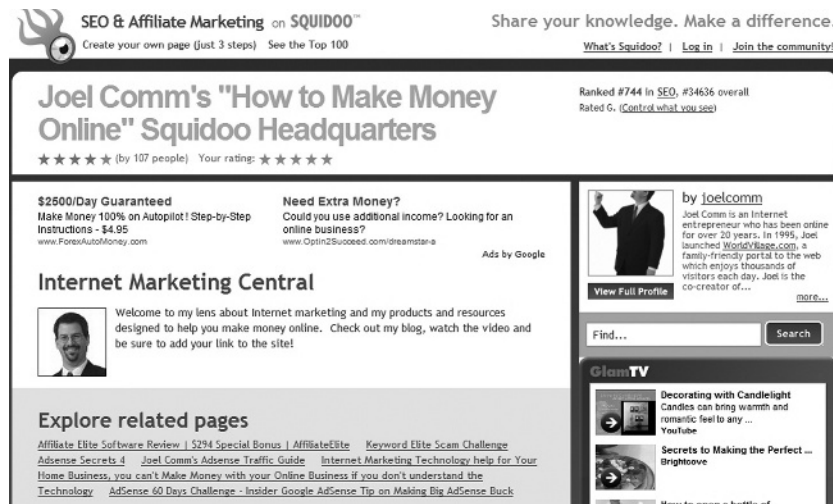 SEO & Affiliate Marketing on SQUIDOO™
Create your own page (just 3 steps) See the Top 100
Share your knowledge. Make a difference.
What's Squidoo? | Log in | Join the community!
Joel Comm's "How to Make Money
Online" Squidoo Headquarters
(by 107 people) Your rating:
Ranked #744 in SEO, #34636 overall
Rated G. (Control what you see)
$2500/Day Guaranteed
Make Money 100% on Autopilot! Step-by-Step
Instructions - $4.95
www.ForexAutoMoney.com
Need Extra Money?
Could you use additional income? Looking for an
online business?
www.Optin2Succeed.com/dreamstar-a
Ads by Google
Internet Marketing Central
Welcome to my lens about Internet marketing and my products and resources
designed to help you make money online. Check out my blog, watch the video and
be sure to add your link to the site!
Explore related pages
Affiliate Elite Software Review | $294 Special Bonus | AffiliateElite Keyword Elite Scam Challenge
Adsense Secrets 4 Joel Comm's Adsense Traffic Guide Internet Marketing Technology help for Your
Home Business, you can't Make Money with your Online Business if you don't understand the
Technology AdSense 60 Days Challenge - Insider Google AdSense Tip on Making Big AdSense Buck
by joelcomm
Joel Comm is an Internet
entrepreneur who has been online
for over 20 years. In 1995, Joel
launched WorldVillage.com, a
family-friendly portal to the web
which enjoys thousands of
visitors each day. Joel is the
co-creator of...
more...
View Full Profile
Find...
Search
GlamTV
Decorating with Candlelight
Candles can bring warmth and
romantic feel to any ...
YouTube
Secrets to Making the Perfect ...
Brightcove
How to open a bottle of